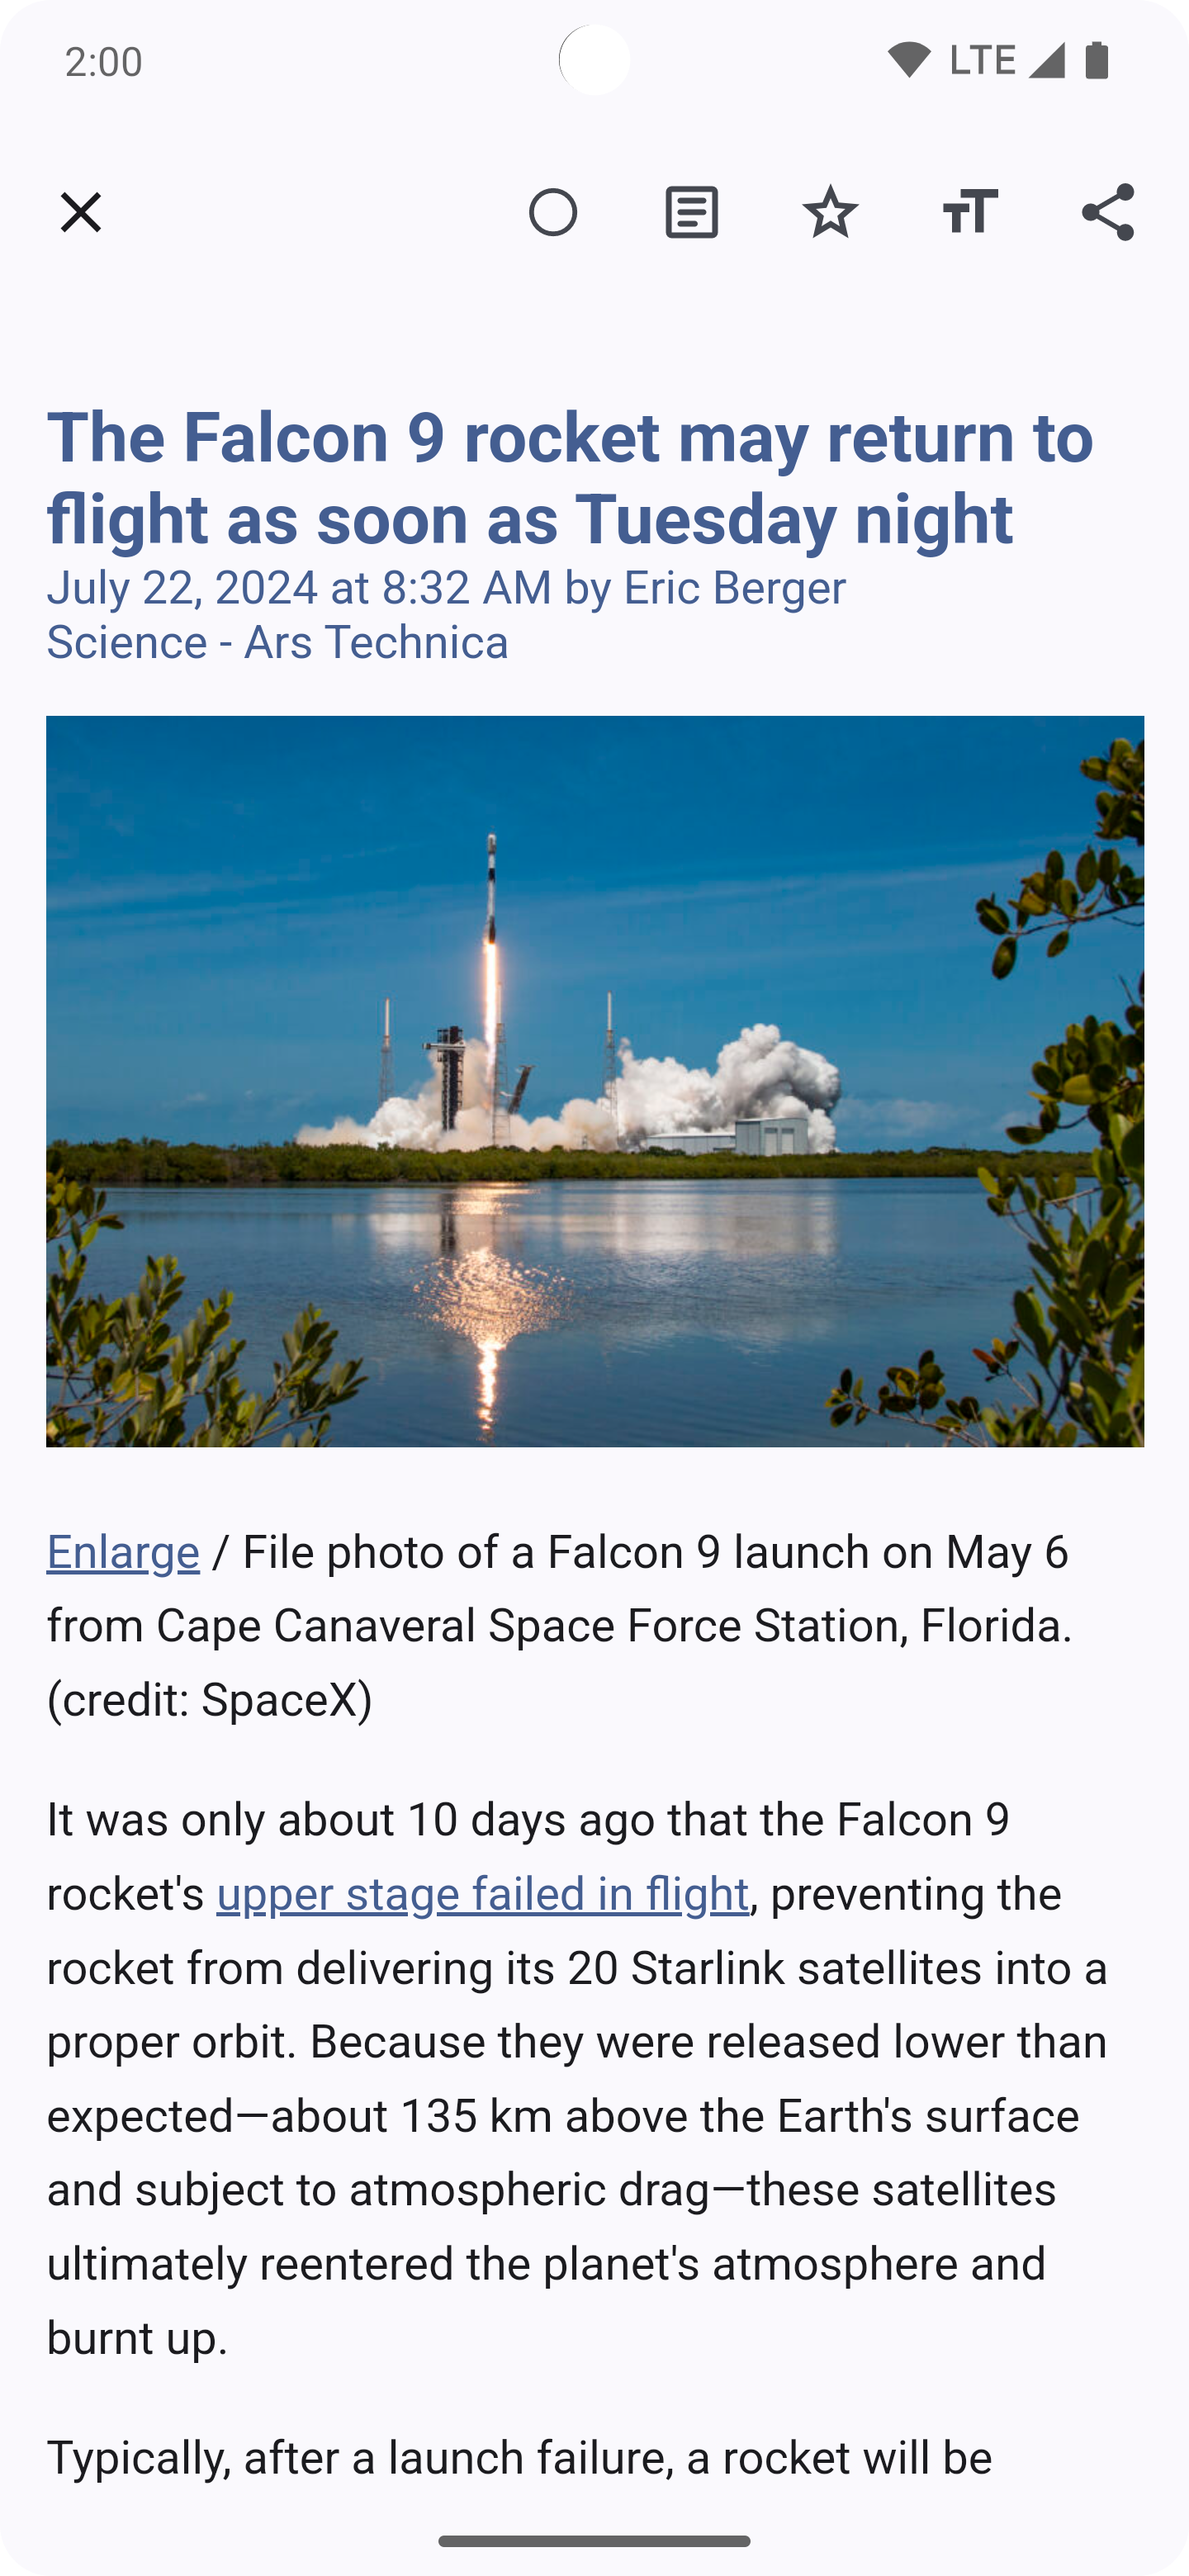 2:00
LTE
The Falcon 9 rocket may return to
flight as soon as Tuesday night
July 22, 2024 at 8:32 AM by Eric Berger
Science - Ars Technica
Enlarge / File photo of a Falcon 9 launch on May 6
from Cape Canaveral Space Force Station, Florida.
(credit: SpaceX)
It was only about 10 days ago that the Falcon 9
rocket's upper stage failed in flight, preventing the
rocket from delivering its 20 Starlink satellites into a
proper orbit. Because they were released lower than
expected—about 135 km above the Earth's surface
and subject to atmospheric drag—these satellites
ultimately reentered the planet's atmosphere and
burnt up.
Typically, after a launch failure, a rocket will be